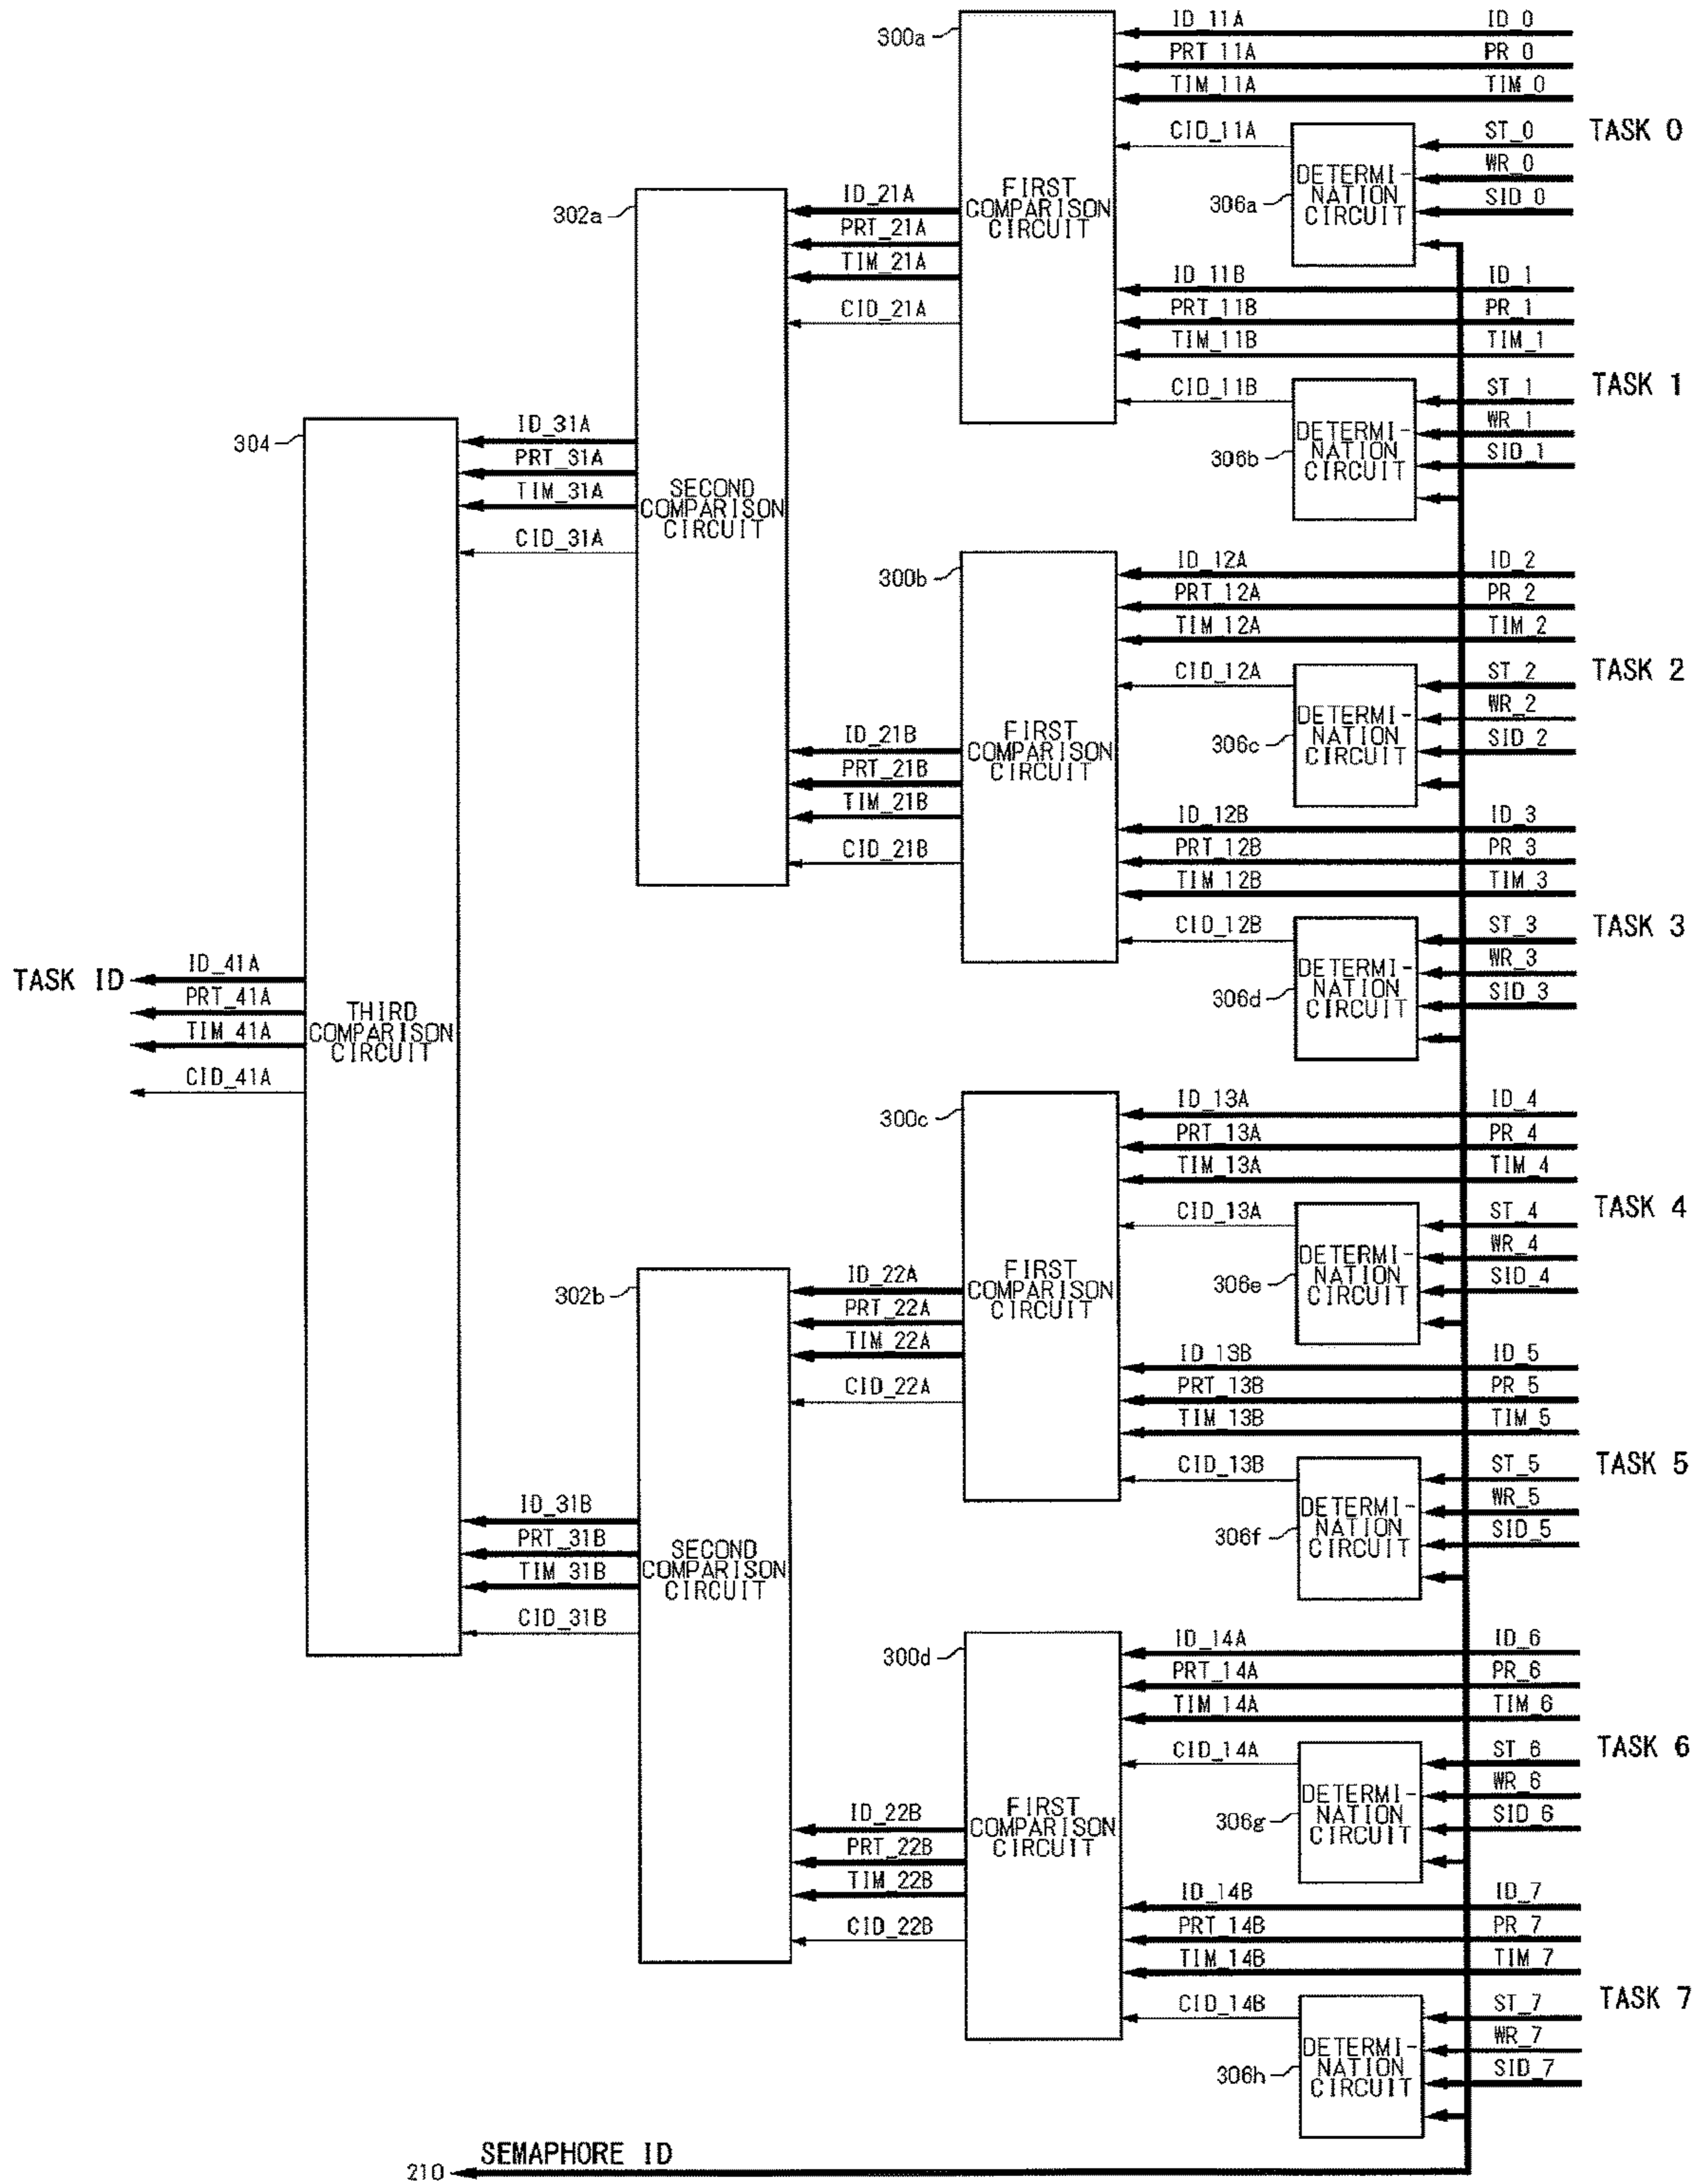 300a
ID_11A ID_0
PRT_11A PR_0
TIM_11A TIM_0
TASK 0
CID_11A ST_0
WR_0
SID_0
306a
DETERMI-
NATION
CIRCUIT
FIRST
COMPARISON
CIRCUIT
302a
ID_21A
PRT_21A
TIM_21A
CID_21A
ID_11B ID_1
PRT_11B PR_1
TIM_11B TIM_1
TASK 1
CID_11B ST_1
WR_1
SID_1
306b
DETERMI-
NATION
CIRCUIT
304
ID_31A
PRT_31A
TIM_31A
CID_31A
SECOND
COMPARISON
CIRCUIT
300b
ID_12A ID_2
PRT_12A PR_2
TIM_12A TIM_2
TASK 2
CID_12A ST_2
WR_2
SID_2
306c
DETERMI-
NATION
CIRCUIT
FIRST
COMPARISON
CIRCUIT
ID_21B
PRT_21B
TIM_21B
CID_21B
ID_12B ID_3
PRT_12B PR_3
TIM_12B TIM_3
TASK 3
CID_12B ST_3
WR_3
SID_3
306d
DETERMI-
NATION
CIRCUIT
TASK ID
ID_41A
PRT_41A
TIM_41A
CID_41A
THIRD
COMPARISON
CIRCUIT
300c
ID_13A ID_4
PRT_13A PR_4
TIM_13A TIM_4
TASK 4
CID_13A ST_4
WR_4
SID_4
306e
DETERMI-
NATION
CIRCUIT
FIRST
COMPARISON
CIRCUIT
302b
ID_22A
PRT_22A
TIM_22A
CID_22A
ID_13B ID_5
PRT_13B PR_5
TIM_13B TIM_5
TASK 5
CID_13B ST_5
WR_5
SID_5
306f
DETERMI-
NATION
CIRCUIT
ID_31B
PRT_31B
TIM_31B
CID_31B
SECOND
COMPARISON
CIRCUIT
300d
ID_14A ID_6
PRT_14A PR_6
TIM_14A TIM_6
TASK 6
CID_14A ST_6
WR_6
SID_6
306g
DETERMI-
NATION
CIRCUIT
FIRST
COMPARISON
CIRCUIT
ID_22B
PRT_22B
TIM_22B
CID_22B
ID_14B ID_7
PRT_14B PR_7
TIM_14B TIM_7
TASK 7
CID_14B ST_7
WR_7
SID_7
306h
DETERMI-
NATION
CIRCUIT
210
SEMAPHORE ID